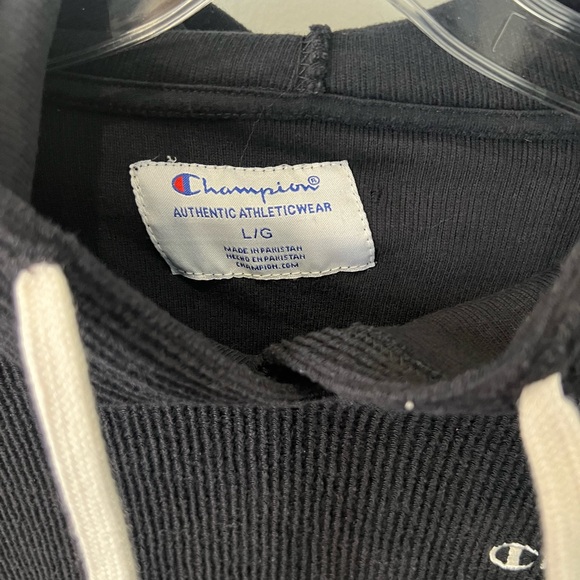 Champion®
AUTHENTIC ATHLETICWEAR
L/G
MADE IN PAKISTAN
HECHO EN PAKISTAN
CHAMPION.COM